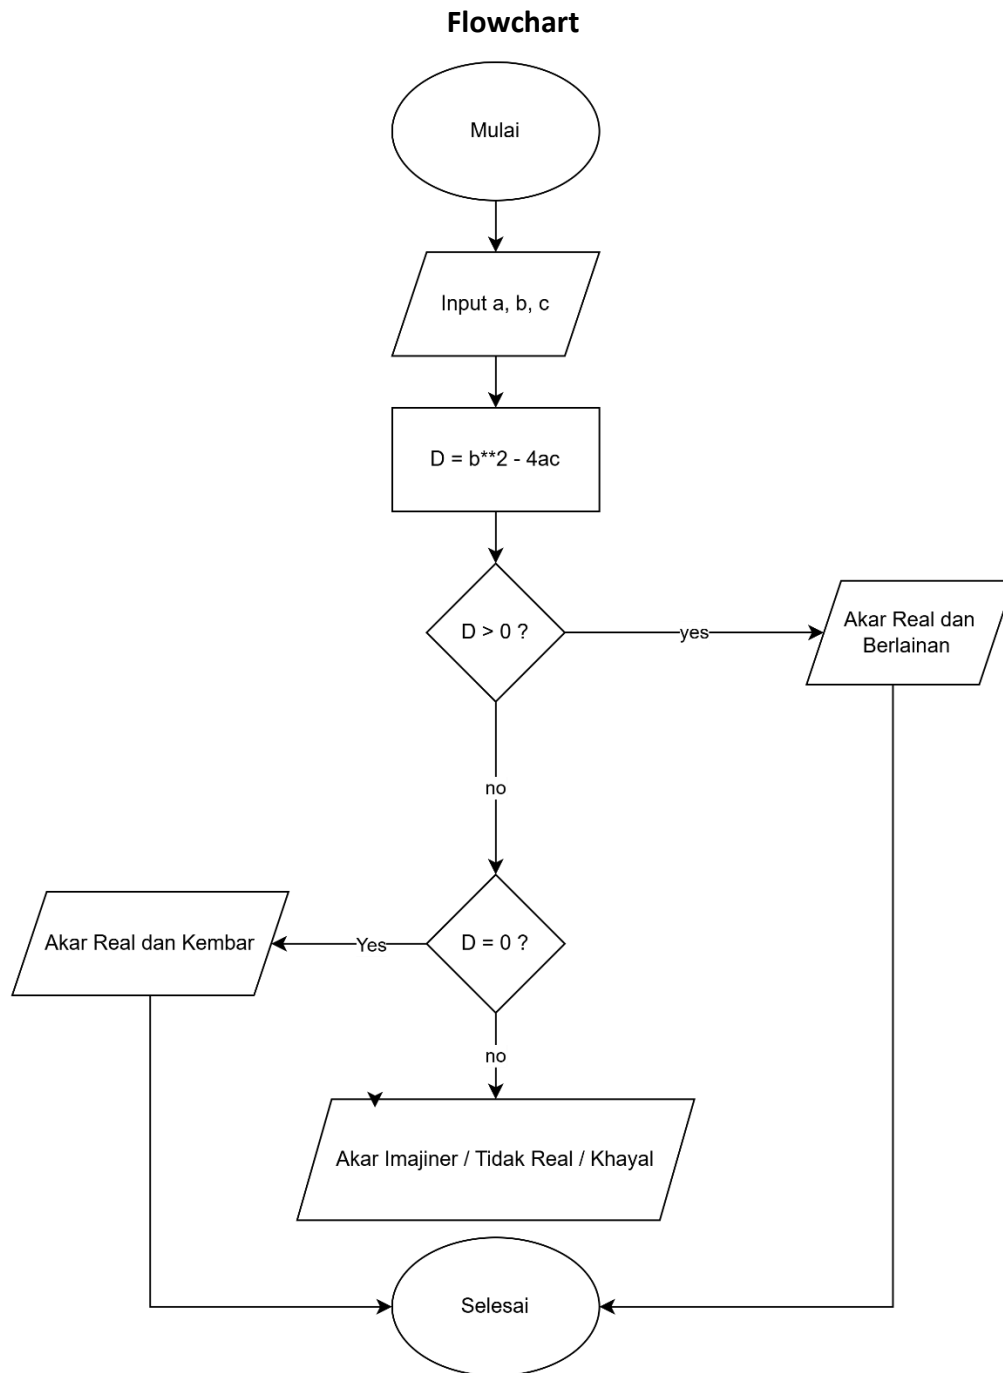 Flowchart
Mulai
Input a, b, c
D = b**2 - 4ac
D > 0 ?
yes
Akar Real dan
Berlainan
no
D = 0 ?
Yes
Akar Real dan Kembar
no
Akar Imajiner / Tidak Real / Khayal
Selesai